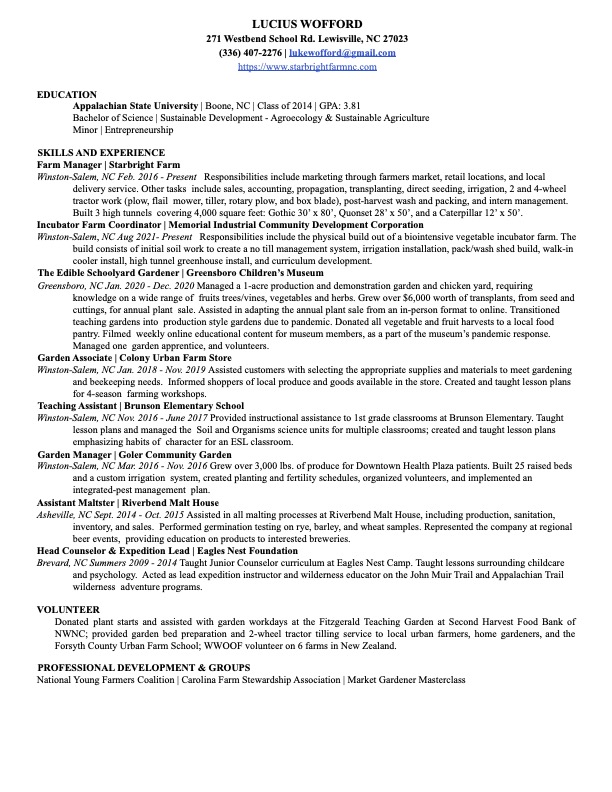 LUCIUS WOFFORD
271 Westbend School Rd. Lewisville, NC 27023
(336) 407-2276 | lukewofford@gmail.com
https://www.starbrightfarmnc.com
EDUCATION
Appalachian State University | Boone, NC | Class of 2014 | GPA: 3.81
Bachelor of Science | Sustainable Development - Agroecology & Sustainable Agriculture
Minor | Entrepreneurship
SKILLS AND EXPERIENCE
Farm Manager | Starbright Farm
Winston-Salem, NC Feb. 2016 - Present Responsibilities include marketing through farmers market, retail locations, and local
delivery service. Other tasks include sales, accounting, propagation, transplanting, direct seeding, irrigation, 2 and 4-wheel
tractor work (plow, flail mower, tiller, rotary plow, and box blade), post-harvest wash and packing, and intern management.
Built 3 high tunnels covering 4,000 square feet: Gothic 30' x 80', Quonset 28' x 50', and a Caterpillar 12' x 50'.
Incubator Farm Coordinator | Memorial Industrial Community Development Corporation
Winston-Salem, NC Aug 2021- Present Responsibilities include the physical build out of a biointensive vegetable incubator farm. The
build consists of initial soil work to create a no till management system, irrigation installation, pack/wash shed build, walk-in
cooler install, high tunnel greenhouse install, and curriculum development.
The Edible Schoolyard Gardener | Greensboro Children's Museum
Greensboro, NC Jan. 2020 - Dec. 2020 Managed a 1-acre production and demonstration garden and chicken yard, requiring
knowledge on a wide range of fruits trees/vines, vegetables and herbs. Grew over $6,000 worth of transplants, from seed and
cuttings, for annual plant sale. Assisted in adapting the annual plant sale from an in-person format to online. Transitioned
teaching gardens into production style gardens due to pandemic. Donated all vegetable and fruit harvests to a local food
pantry. Filmed weekly online educational content for museum members, as a part of the museum's pandemic response.
Managed one garden apprentice, and volunteers.
Garden Associate | Colony Urban Farm Store
Winston-Salem, NC Jan. 2018 - Nov. 2019 Assisted customers with selecting the appropriate supplies and materials to meet gardening
and beekeeping needs. Informed shoppers of local produce and goods available in the store. Created and taught lesson plans
for 4-season farming workshops.
Teaching Assistant | Brunson Elementary School
Winston-Salem, NC Nov. 2016 - June 2017 Provided instructional assistance to 1st grade classrooms at Brunson Elementary. Taught
lesson plans and managed the Soil and Organisms science units for multiple classrooms; created and taught lesson plans
emphasizing habits of character for an ESL classroom.
Garden Manager | Goler Community Garden
Winston-Salem, NC Mar. 2016 - Nov. 2016 Grew over 3,000 lbs. of produce for Downtown Health Plaza patients. Built 25 raised beds
and a custom irrigation system, created planting and fertility schedules, organized volunteers, and implemented an
integrated-pest management plan.
Assistant Maltster | Riverbend Malt House
Asheville, NC Sept. 2014 - Oct. 2015 Assisted in all malting processes at Riverbend Malt House, including production, sanitation,
inventory, and sales. Performed germination testing on rye, barley, and wheat samples. Represented the company at regional
beer events, providing education on products to interested breweries.
Head Counselor & Expedition Lead | Eagles Nest Foundation
Brevard, NC Summers 2009 - 2014 Taught Junior Counselor curriculum at Eagles Nest Camp. Taught lessons surrounding childcare
and psychology. Acted as lead expedition instructor and wilderness educator on the John Muir Trail and Appalachian Trail
wilderness adventure programs.
VOLUNTEER
Donated plant starts and assisted with garden workdays at the Fitzgerald Teaching Garden at Second Harvest Food Bank of
NWNC; provided garden bed preparation and 2-wheel tractor tilling service to local urban farmers, home gardeners, and the
Forsyth County Urban Farm School; WWOOF volunteer on 6 farms in New Zealand.
PROFESSIONAL DEVELOPMENT & GROUPS
National Young Farmers Coalition | Carolina Farm Stewardship Association | Market Gardener Masterclass